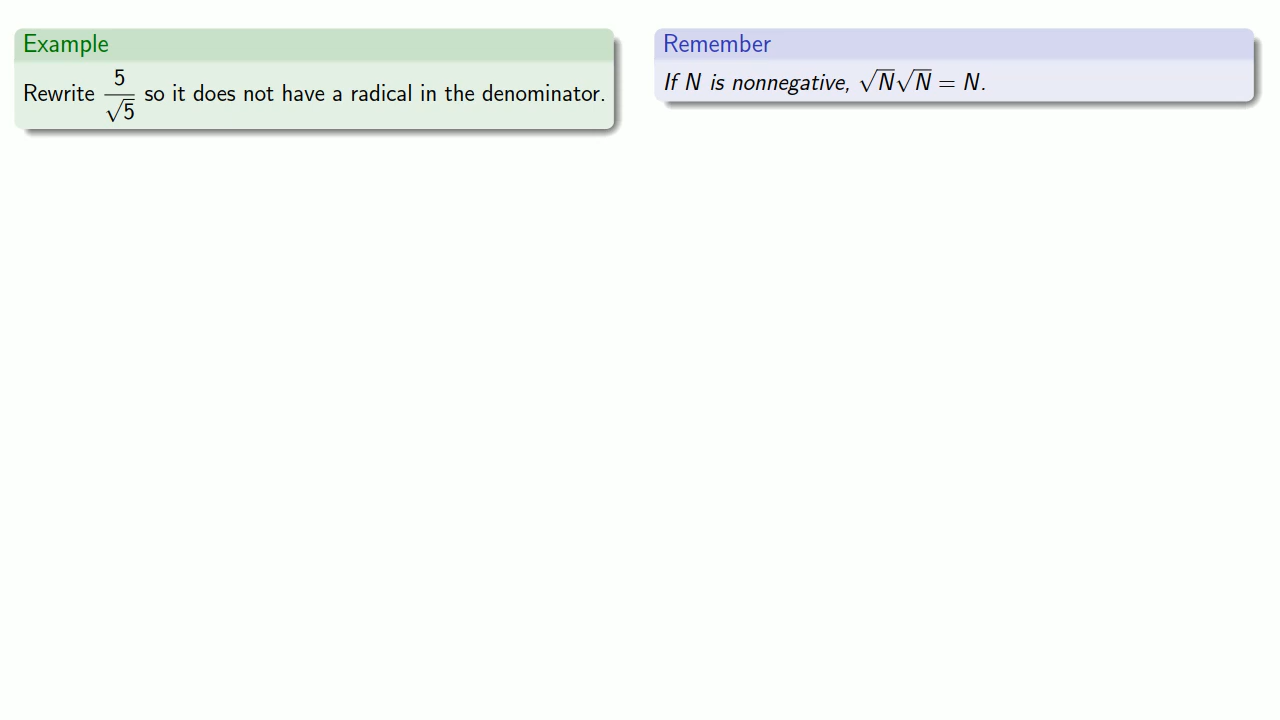 Example
Rewrite 5/√5 so it does not have a radical in the denominator.
Remember
If N is nonnegative, √N√N = N.